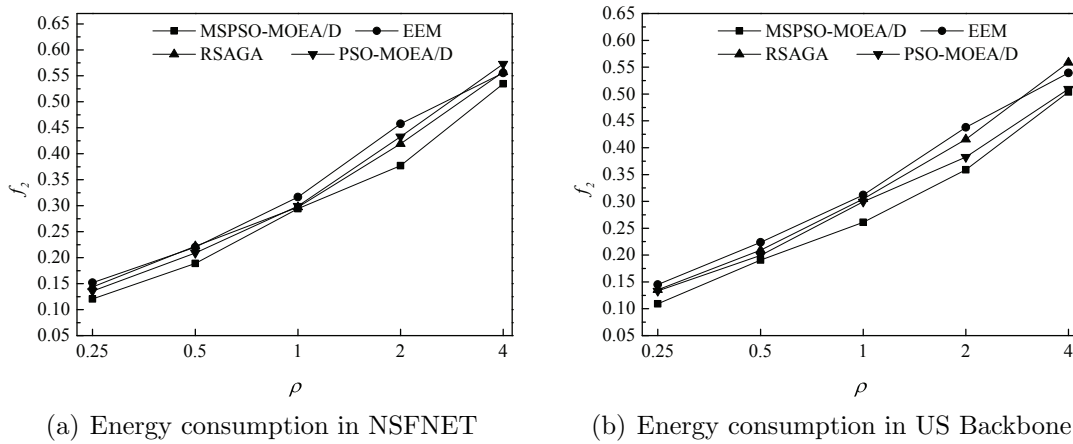 0.65
0.60
0.55
0.50
0.45
0.40
0.35
0.30
0.25
0.20
0.15
0.10
0.05
f₂
MSPSO-MOEA/D
EEM
RSAGA
PSO-MOEA/D
0.25 0.5 1 2 4
ρ
(a) Energy consumption in NSFNET
0.65
0.60
0.55
0.50
0.45
0.40
0.35
0.30
0.25
0.20
0.15
0.10
0.05
f₂
MSPSO-MOEA/D
EEM
RSAGA
PSO-MOEA/D
0.25 0.5 1 2 4
ρ
(b) Energy consumption in US Backbone